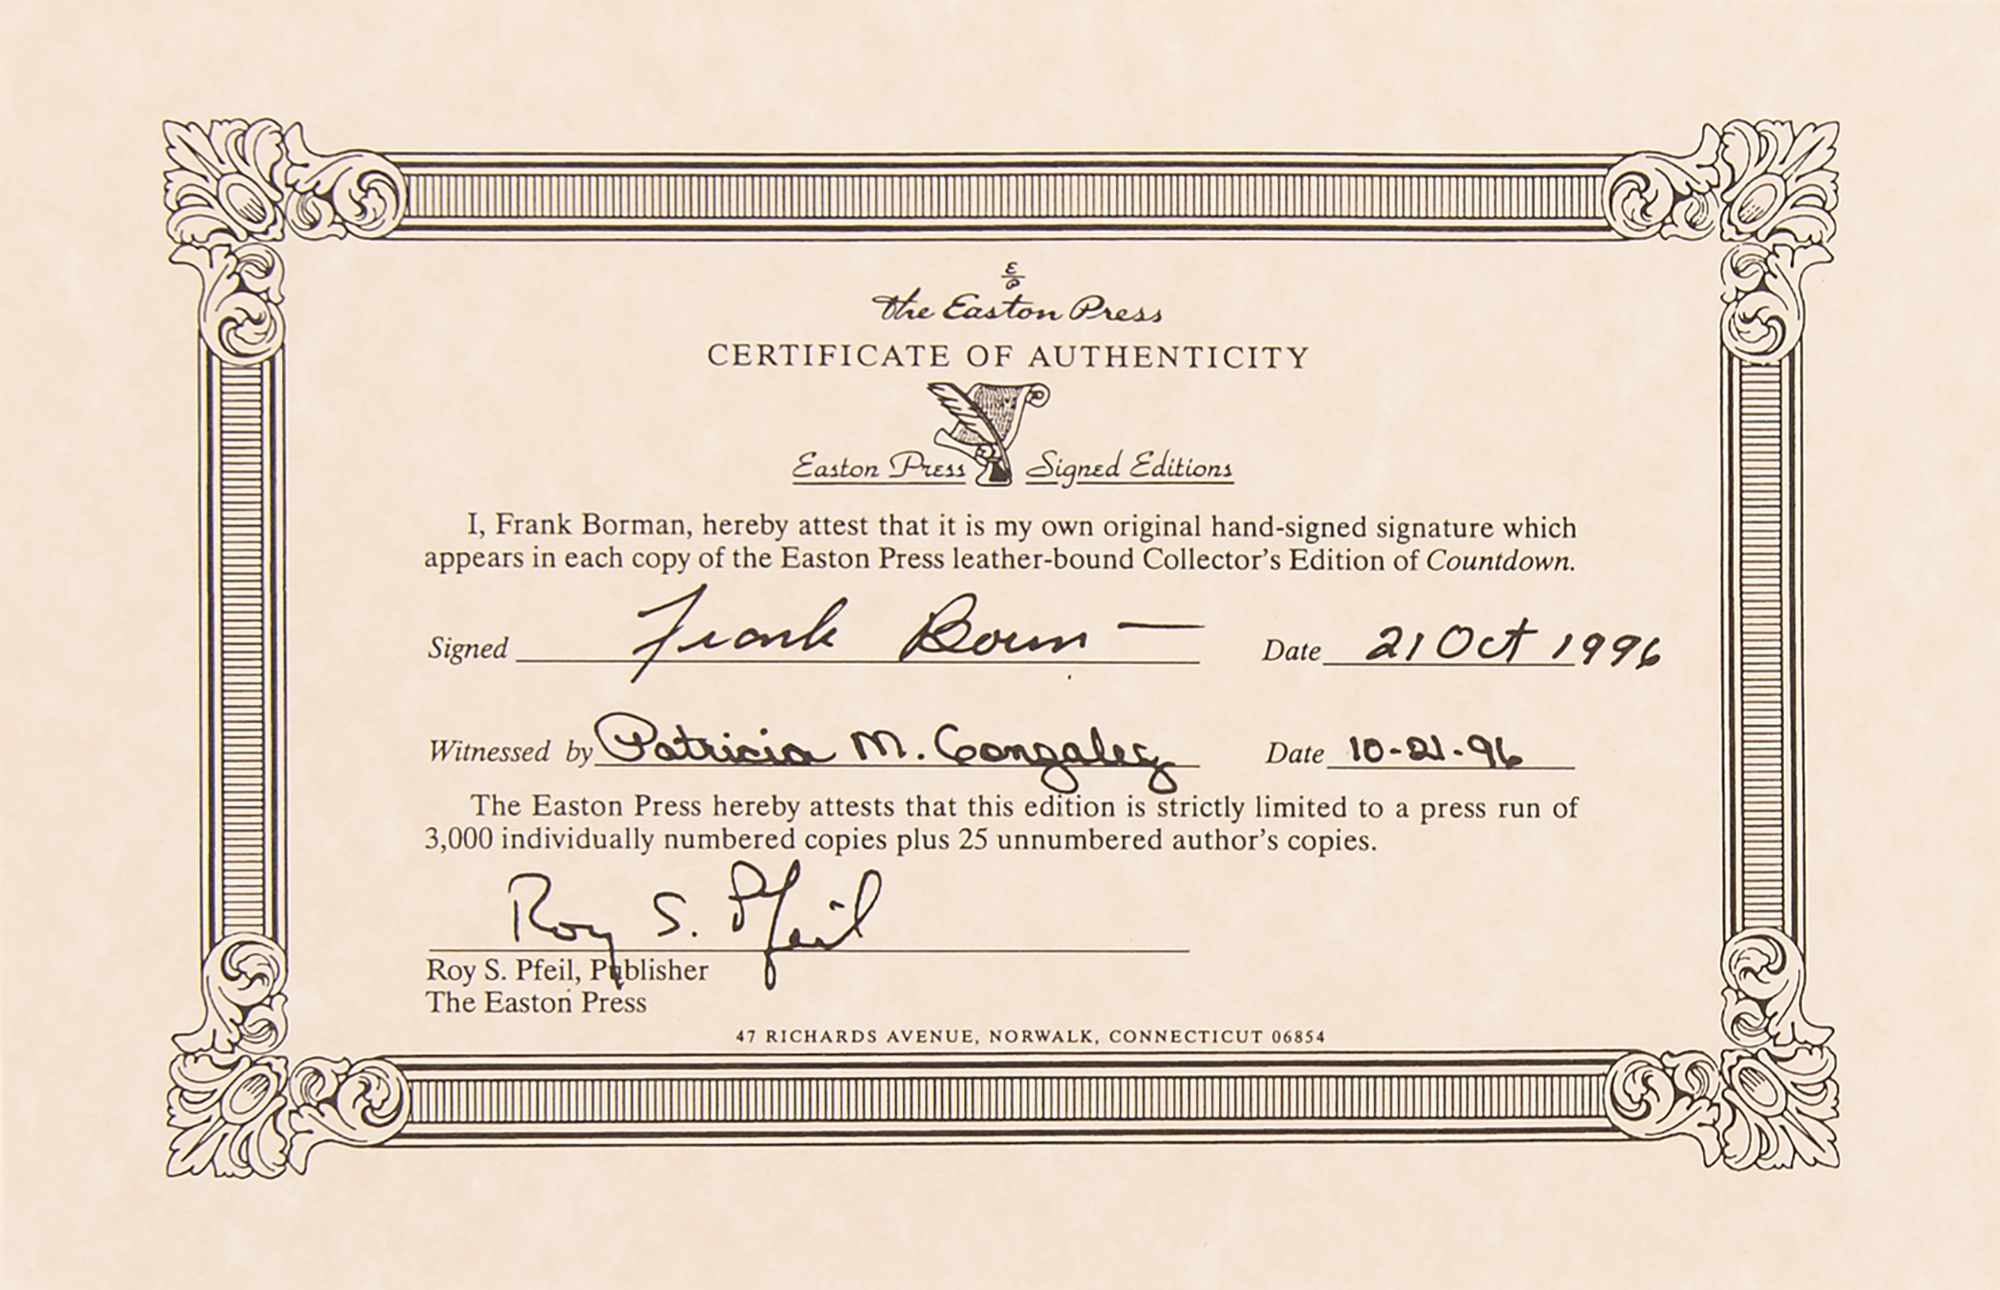 E/P
The Easton Press
CERTIFICATE OF AUTHENTICITY
Easton Press Signed Editions
I, Frank Borman, hereby attest that it is my own original hand-signed signature which
appears in each copy of the Easton Press leather-bound Collector's Edition of Countdown.
Signed Frank Borman Date 21 Oct 1996
Witnessed by Patricia M. Gongalez Date 10-21-96
The Easton Press hereby attests that this edition is strictly limited to a press run of
3,000 individually numbered copies plus 25 unnumbered author's copies.
Roy S. Pfeil
Roy S. Pfeil, Publisher
The Easton Press
47 RICHARDS AVENUE, NORWALK, CONNECTICUT 06854